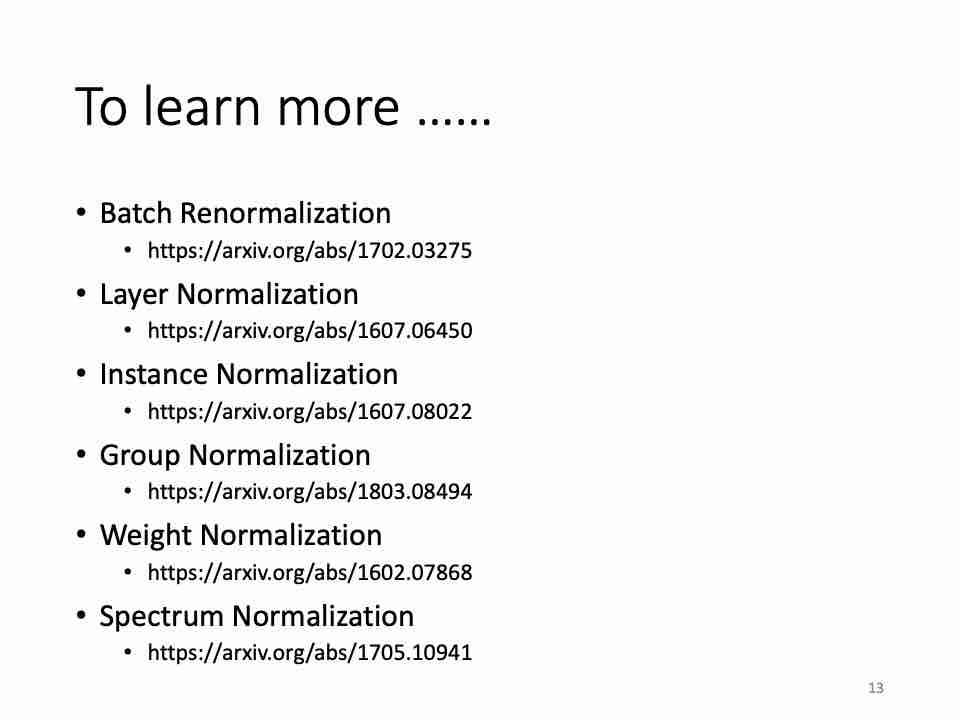 To learn more ......
• Batch Renormalization
• https://arxiv.org/abs/1702.03275
• Layer Normalization
• https://arxiv.org/abs/1607.06450
• Instance Normalization
• https://arxiv.org/abs/1607.08022
• Group Normalization
• https://arxiv.org/abs/1803.08494
• Weight Normalization
• https://arxiv.org/abs/1602.07868
• Spectrum Normalization
• https://arxiv.org/abs/1705.10941
13